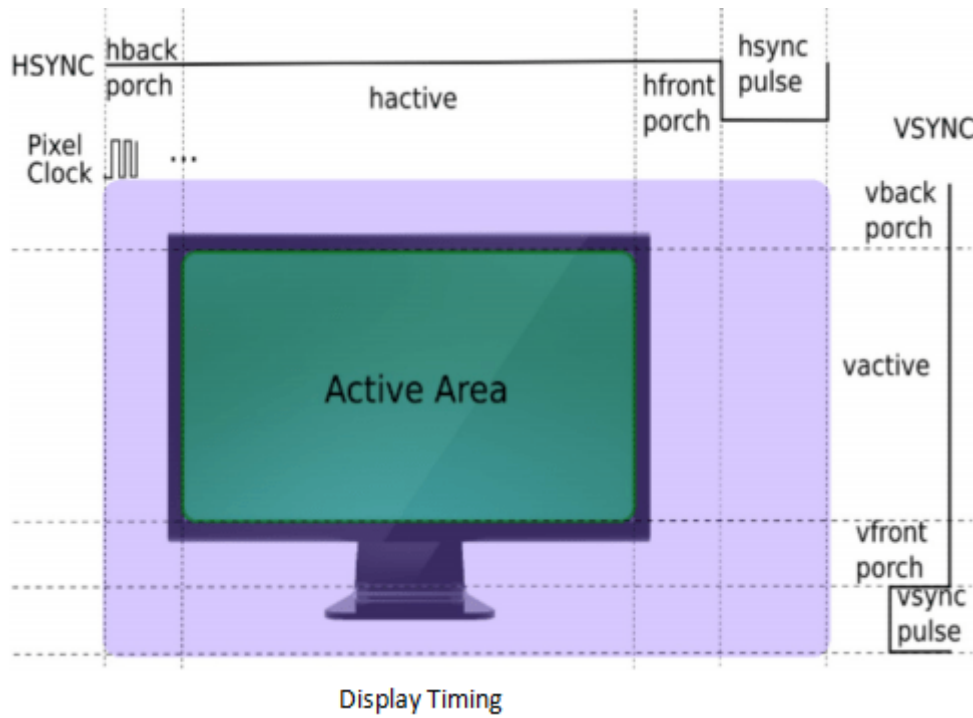 HSYNC
hback
porch
hactive
hfront
porch
hsync
pulse
VSYNC
Pixel
Clock
...
vback
porch
vactive
Active Area
vfront
porch
vsync
pulse
Display Timing